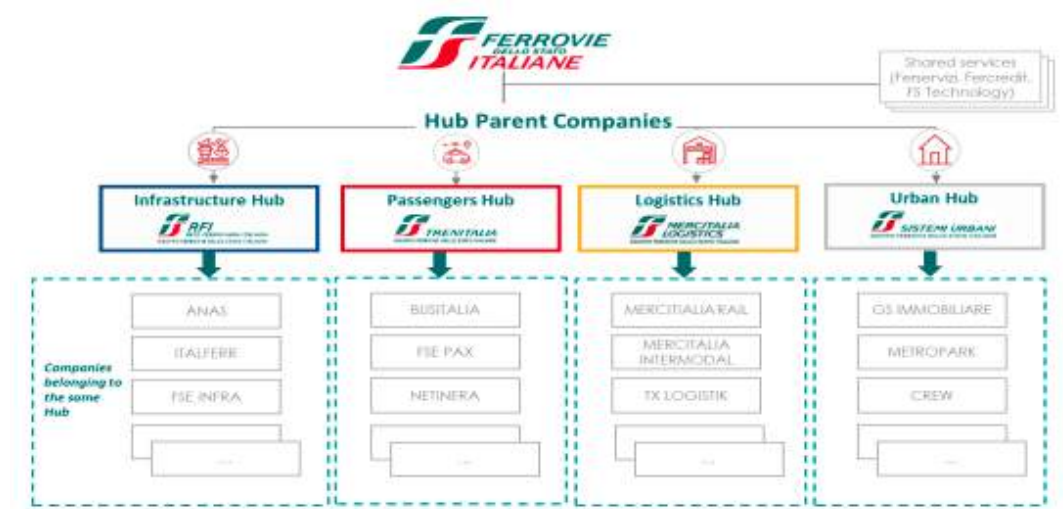 FERROVIE
DELLO STATO
ITALIANE
Shared services
(Ferservizi, Fercredit,
FS Technology)
Hub Parent Companies
Infrastructure Hub
RFI
Passengers Hub
TRENITALIA
Logistics Hub
MERCITALIA
LOGISTICS
Urban Hub
SISTEMI URBANI
Companies
belonging to
the same
Hub
ANAS
ITALFERR
FSE INFRA
....
BUSITALIA
FSE PAX
NETINERA
....
MERCITIALIA RAIL
MERCITALIA
INTERMODAL
TX LOGISTIK
....
GS IMMOBILIARE
METROPARK
CREW
....